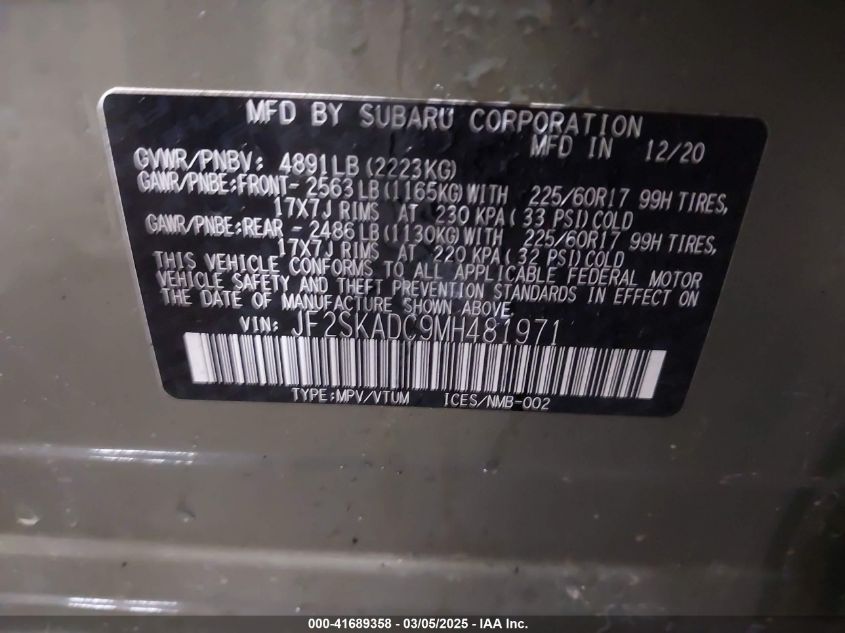 MFD BY SUBARU CORPORATION
MFD IN 12/20
GVWR/PNBV: 4891LB (2223KG)
GAWR/PNBE:FRONT- 2563LB(1165KG)WITH 225/60R17 99H TIRES,
17X7J RIMS AT 230 KPA( 33 PSI)COLD
GAWR/PNBE:REAR - 2486LB(1130KG)WITH 225/60R17 99H TIRES,
17X7J RIMS AT 220 KPA( 32 PSI)COLD
THIS VEHICLE CONFORMS TO ALL APPLICABLE FEDERAL MOTOR
VEHICLE SAFETY AND THEFT PREVENTION STANDARDS IN EFFECT ON
THE DATE OF MANUFACTURE SHOWN ABOVE.
VIN: JF2SKADC9MH481971
TYPE:MPV/VTUM ICES/NMB-002
000-41689358 - 03/05/2025 - IAA Inc.